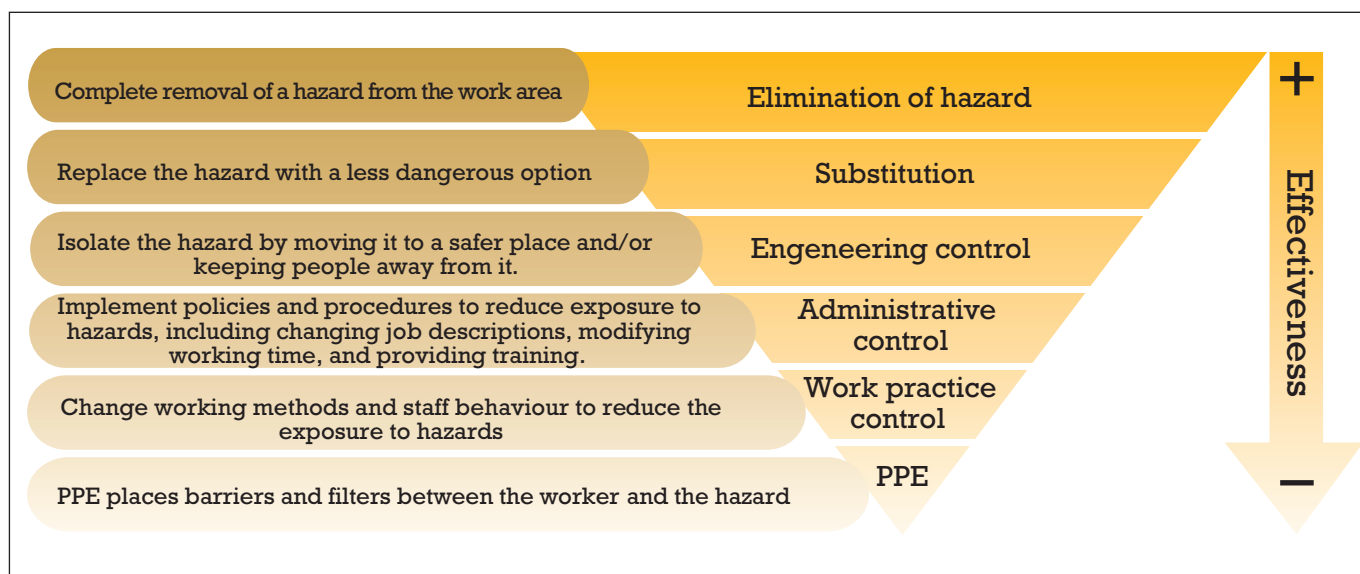 Complete removal of a hazard from the work area
Elimination of hazard
Replace the hazard with a less dangerous option
Substitution
Isolate the hazard by moving it to a safer place and/or
keeping people away from it.
Engeneering control
Implement policies and procedures to reduce exposure to
hazards, including changing job descriptions, modifying
working time, and providing training.
Administrative
control
Change working methods and staff behaviour to reduce the
exposure to hazards
Work practice
control
PPE places barriers and filters between the worker and the hazard
PPE
+
Effectiveness
–